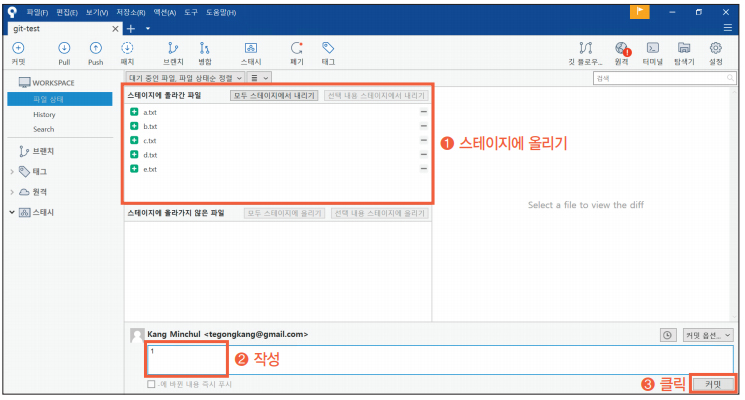 파일(F) 편집(E) 보기(V) 저장소(R) 액션(A) 도구 도움말(H)
git-test
커밋 Pull Push 패치 브랜치 병합 스태시 폐기 태그 깃 플로우... 원격 터미널 탐색기 설정
WORKSPACE
파일 상태
History
Search
브랜치
태그
원격
스태시
대기 중인 파일, 파일 상태순 정렬
검색
스테이지에 올라간 파일 모두 스테이지에서 내리기 선택 내용 스테이지에서 내리기
a.txt
b.txt
c.txt
d.txt
e.txt
❶ 스테이지에 올리기
스테이지에 올라가지 않은 파일 모두 스테이지에 올리기 선택 내용 스테이지에 올리기
Select a file to view the diff
Kang Minchul <tegongkang@gmail.com>
커밋 옵션...
1
❷ 작성
-에 바뀐 내용 즉시 푸시
❸ 클릭
커밋